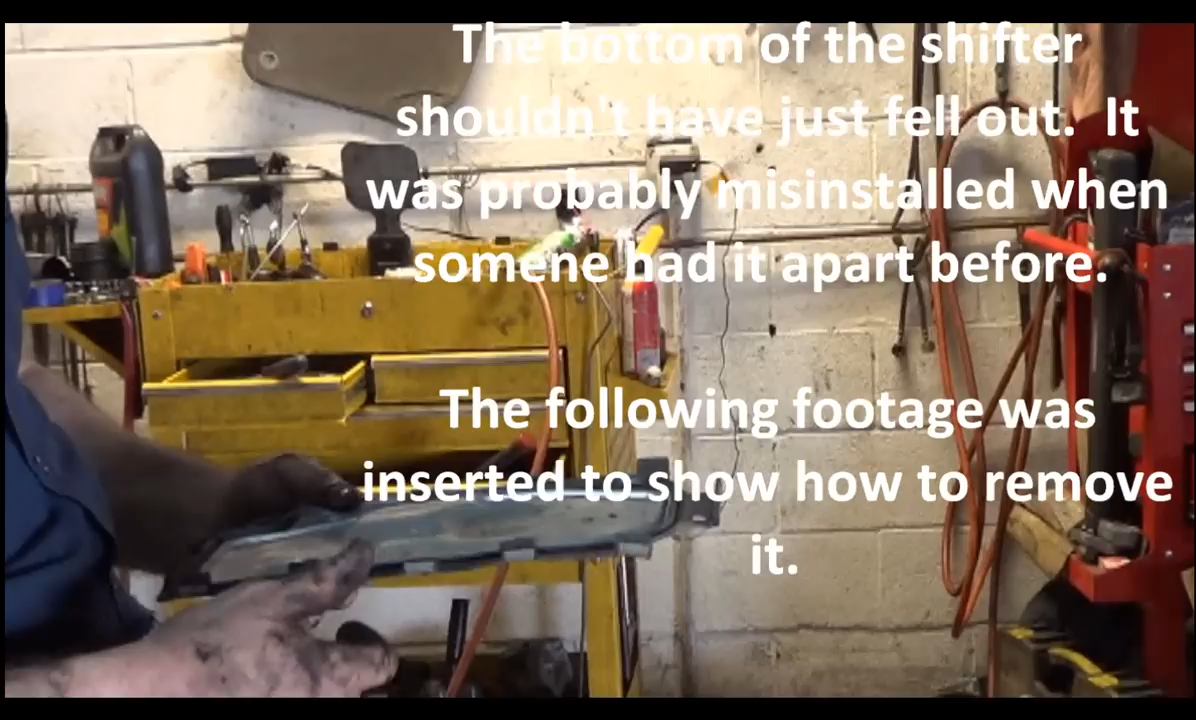 The bottom of the shifter
shouldn't have just fell out.  It
was probably misinstalled when
somene had it apart before.
The following footage was
inserted to show how to remove
it.